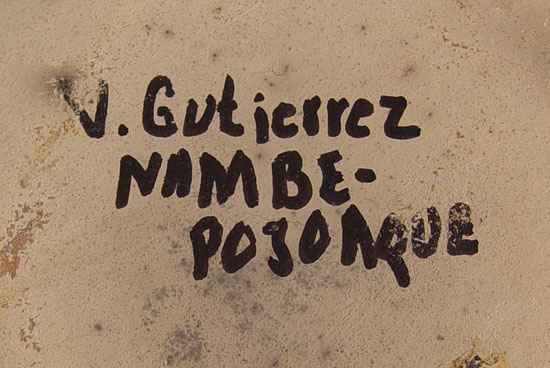 V. Gutierrez
NAMBE-
POJOAQUE